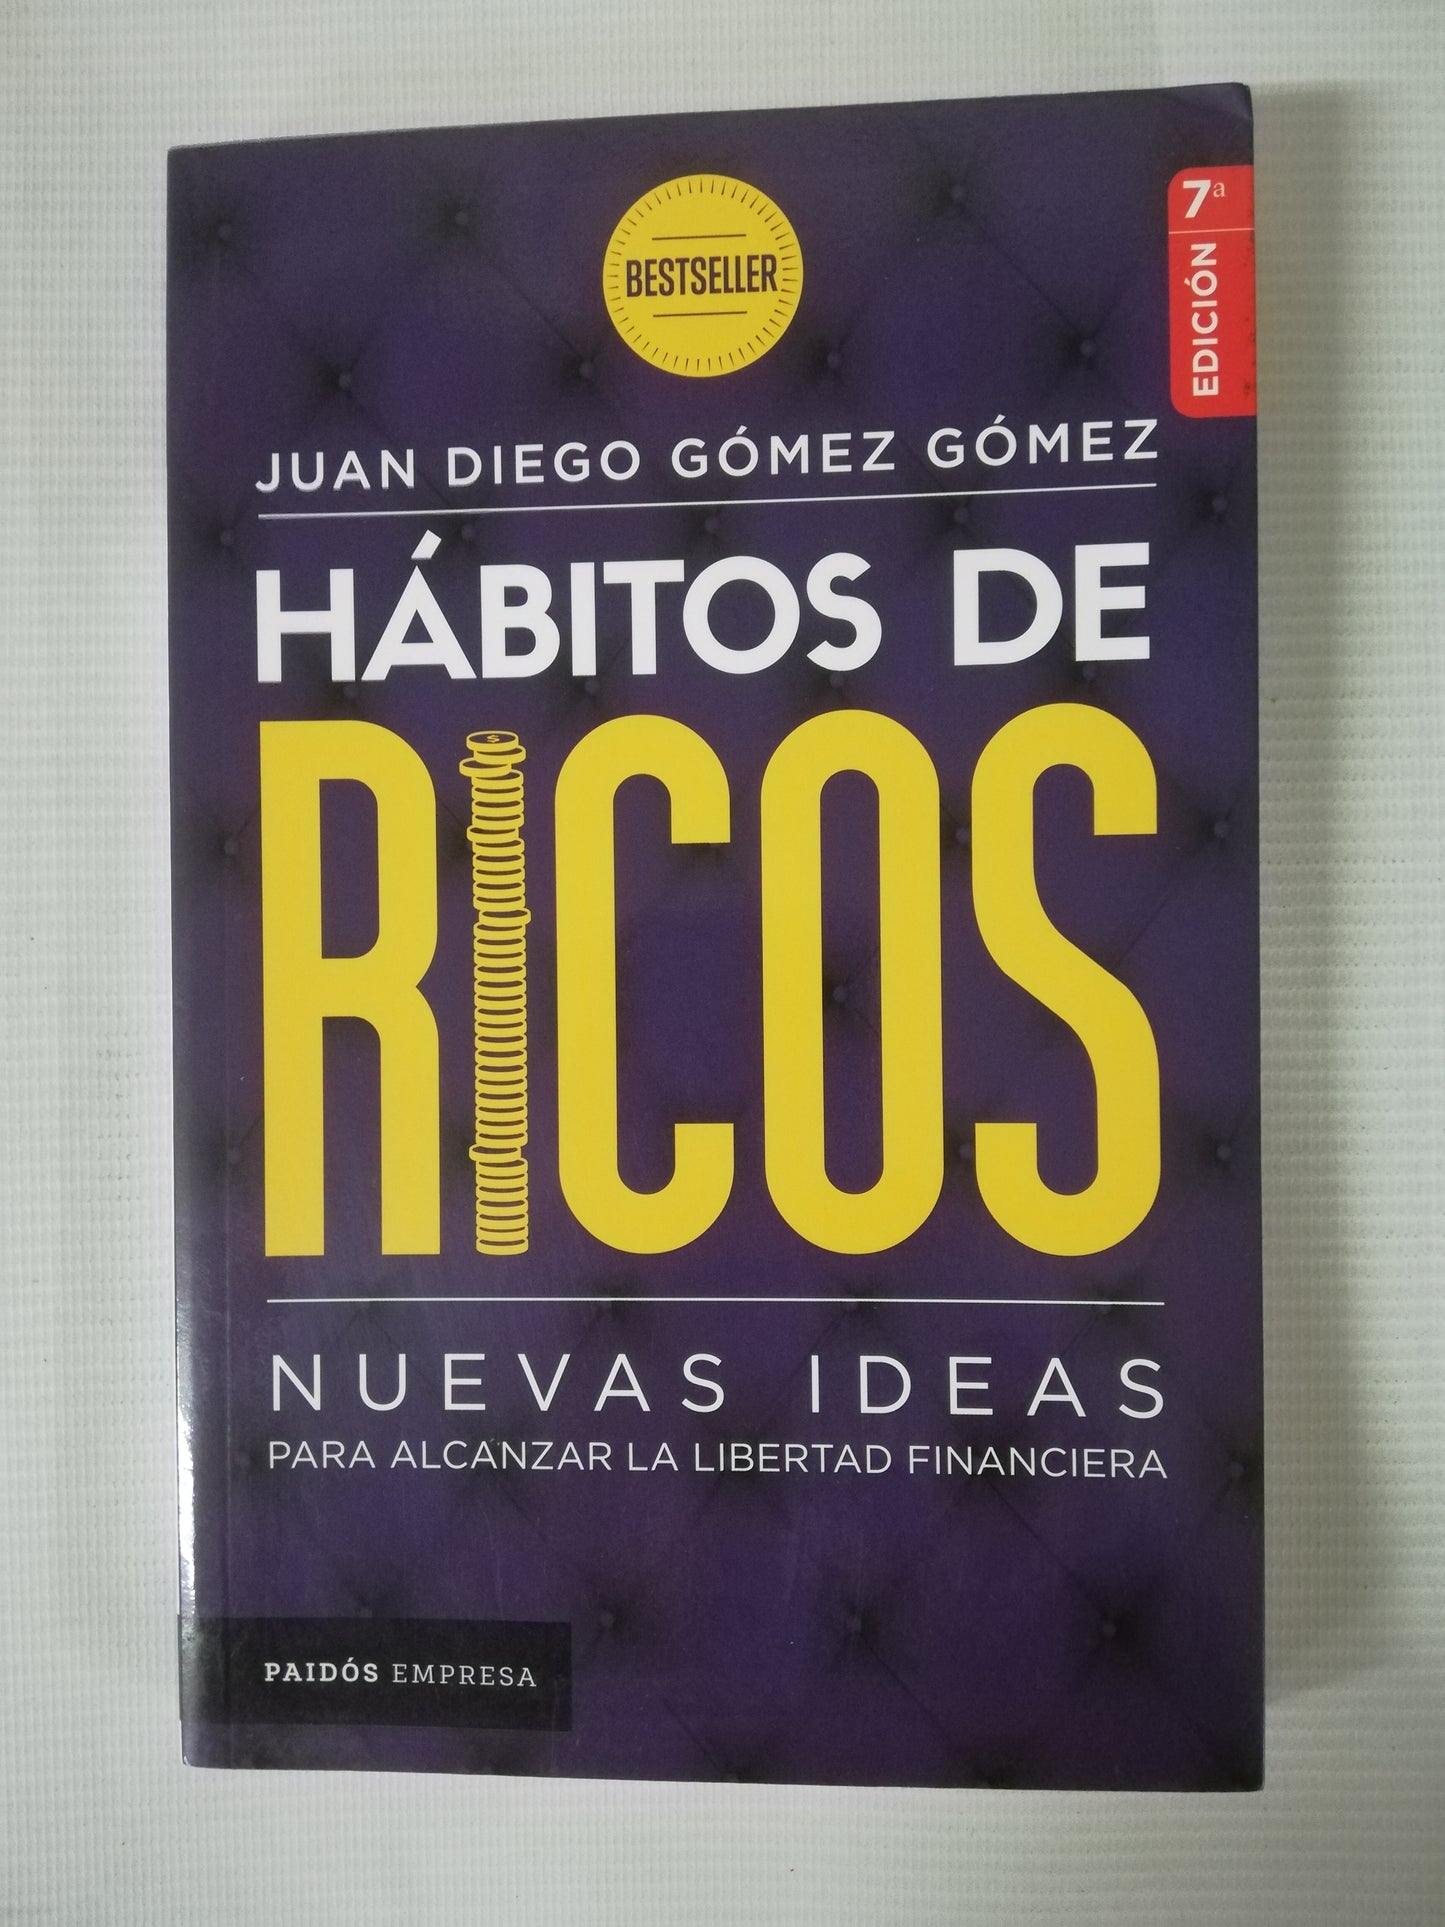 BESTSELLER
7ª
EDICIÓN
JUAN DIEGO GÓMEZ GÓMEZ
HÁBITOS DE
RICOS
$
NUEVAS IDEAS
PARA ALCANZAR LA LIBERTAD FINANCIERA
PAIDÓS EMPRESA